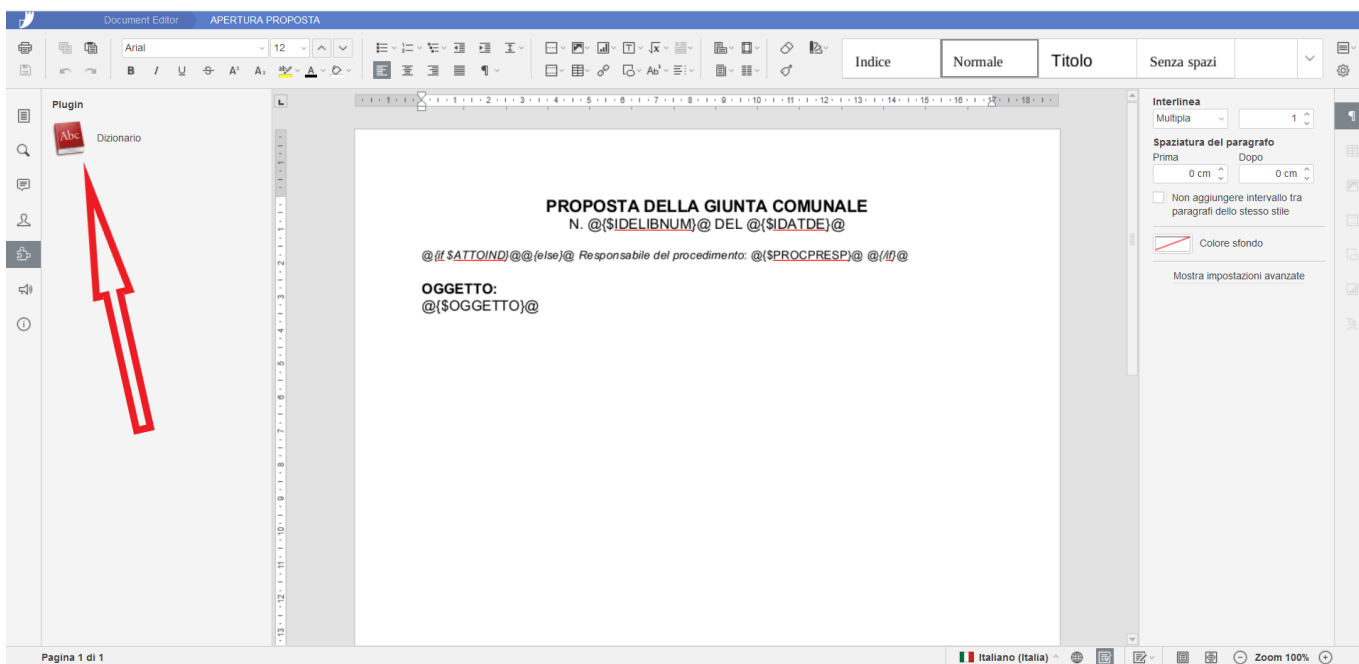 Document Editor APERTURA PROPOSTA
Arial 12
B I U
Indice Normale Titolo Senza spazi
Plugin
Abc Dizionario
Interlinea
Multipla 1
Spaziatura del paragrafo
Prima Dopo
0 cm 0 cm
Non aggiungere intervallo tra
paragrafi dello stesso stile
Colore sfondo
Mostra impostazioni avanzate
PROPOSTA DELLA GIUNTA COMUNALE
N. @{$IDELIBNUM}@ DEL @{$IDATDE}@
@{if $ATTOIND}@@{else}@ Responsabile del procedimento: @{$PROCPRESP}@ @{/if}@
OGGETTO:
@{$OGGETTO}@
Pagina 1 di 1 Italiano (Italia) Zoom 100%